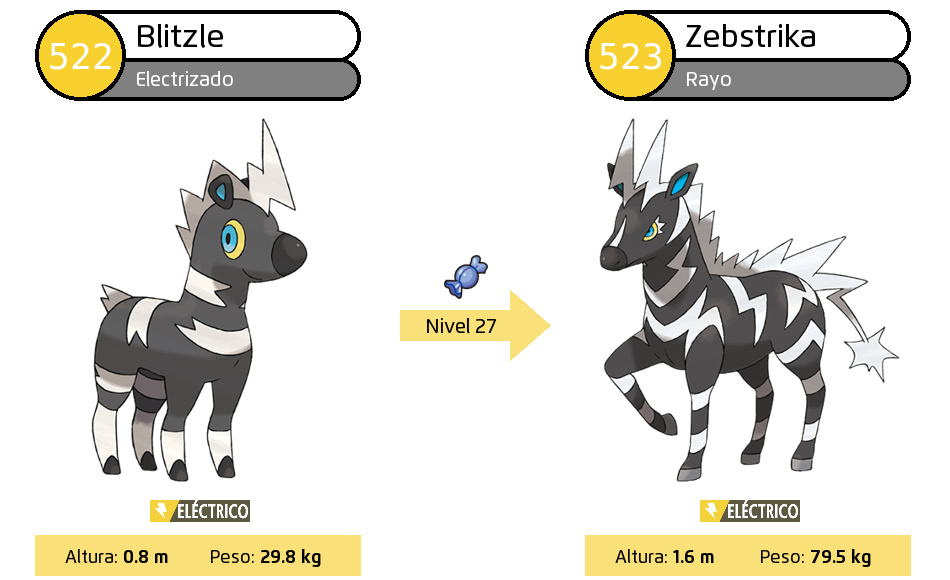 522
Blitzle
Electrizado
523
Zebstrika
Rayo
Nivel 27
ELÉCTRICO
ELÉCTRICO
Altura: 0.8 m Peso: 29.8 kg
Altura: 1.6 m Peso: 79.5 kg